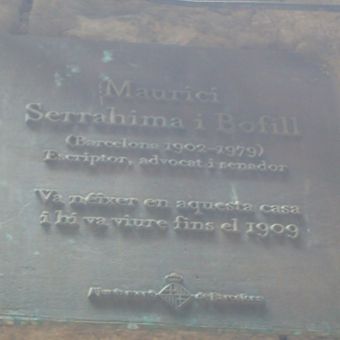 Maurici
Serrahima i Bofill
(Barcelona 1902-1979)
Escriptor, advocat i senador
Va néixer en aquesta casa
i hi va viure fins el 1909
Ajuntament de Barcelona